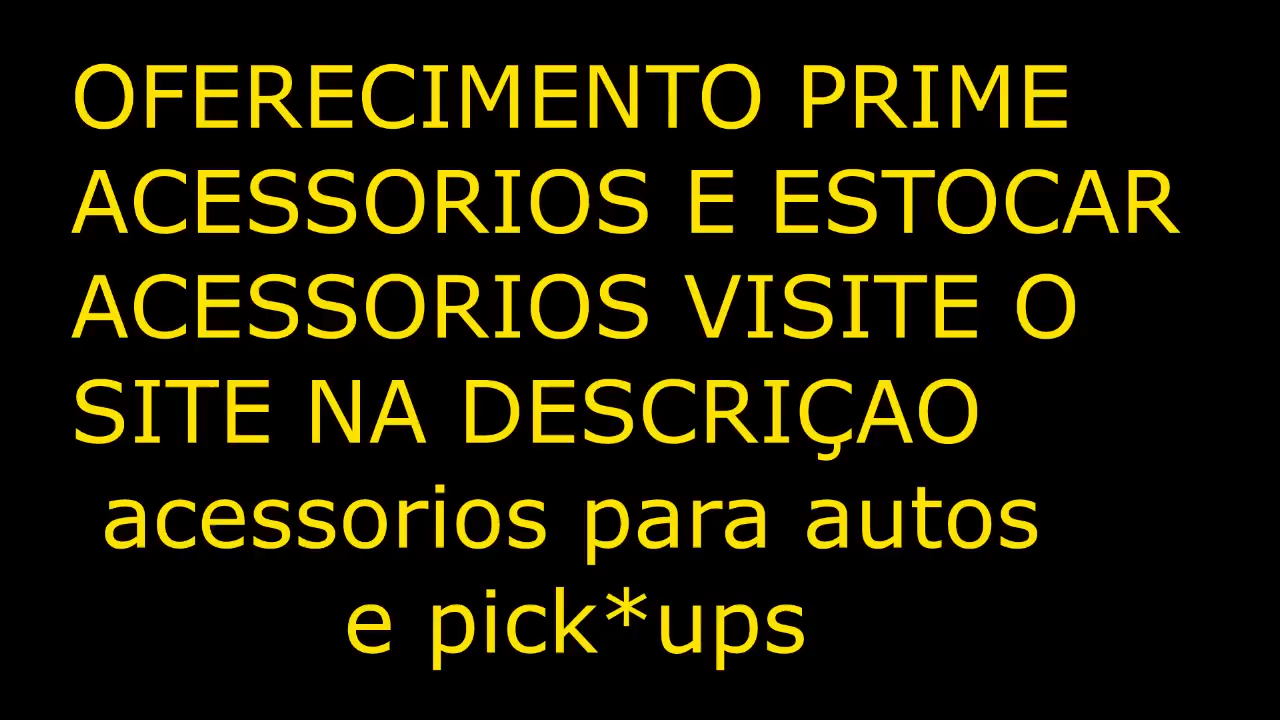 OFERECIMENTO PRIME
ACESSORIOS E ESTOCAR
ACESSORIOS VISITE O
SITE NA DESCRIÇAO
acessorios para autos
e pick*ups